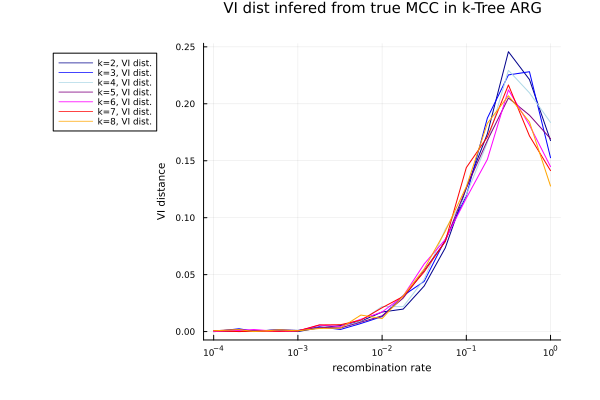 VI dist infered from true MCC in k-Tree ARG
k=2, VI dist.
k=3, VI dist.
k=4, VI dist.
k=5, VI dist.
k=6, VI dist.
k=7, VI dist.
k=8, VI dist.
VI distance
0.25
0.20
0.15
0.10
0.05
0.00
10⁻⁴ 10⁻³ 10⁻² 10⁻¹ 10⁰
recombination rate